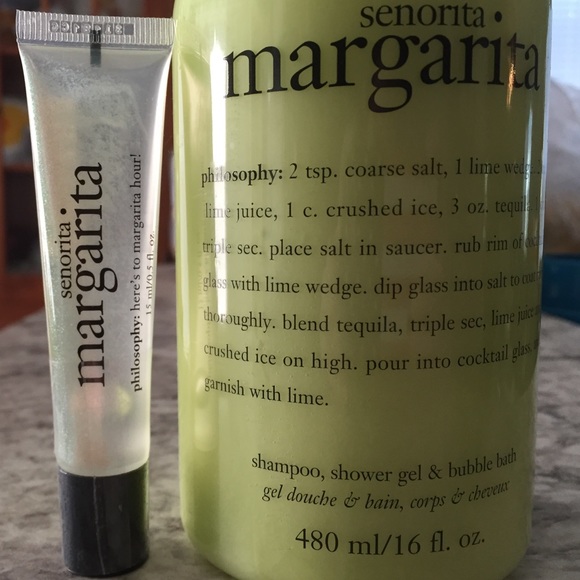 senorita
margarita
philosophy: here's to margarita hour!
15 ml/0.5 fl. oz.
senorita
margarita
philosophy: 2 tsp. coarse salt, 1 lime wedge,
lime juice, 1 c. crushed ice, 3 oz. tequila,
triple sec. place salt in saucer. rub rim of
glass with lime wedge. dip glass into salt to
thoroughly. blend tequila, triple sec, lime juice
crushed ice on high. pour into cocktail glass,
garnish with lime.
shampoo, shower gel & bubble bath
gel douche & bain, corps & cheveux
480 ml/16 fl. oz.